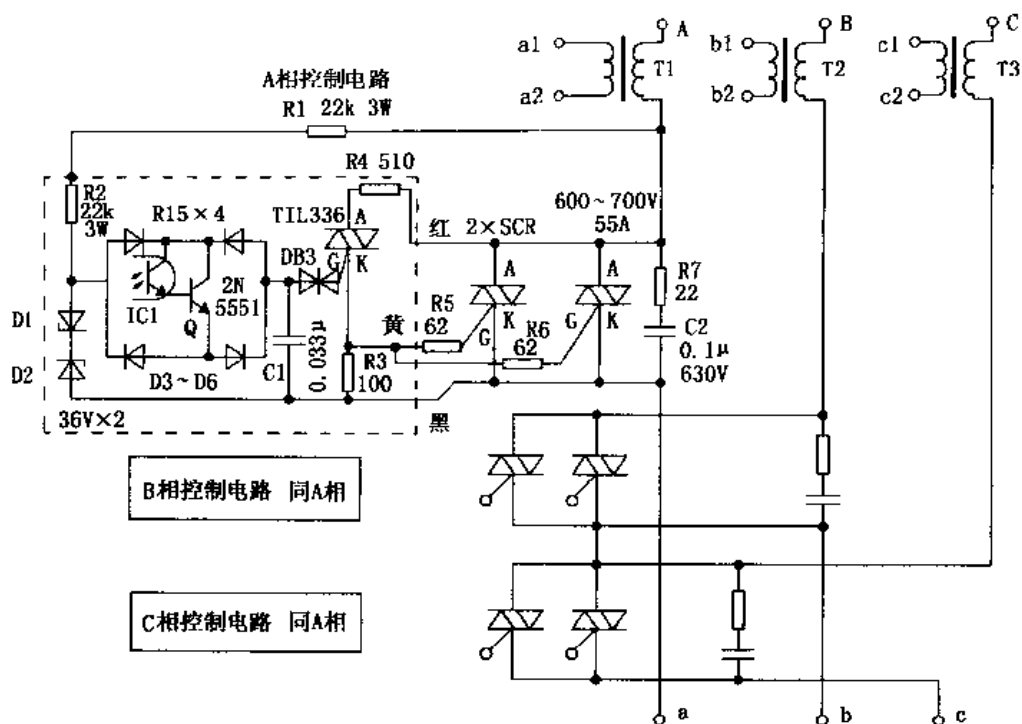 A
B
C
a1
b1
c1
T1
T2
T3
a2
b2
c2
A相控制电路
R1 22k 3W
R4 510
R2
22k
3W
R15×4
TIL336
A
红
2×SCR
600~700V
55A
DB3
G
K
A
A
R7
22
2N
5551
IC1
Q
D1
D2
C1
0.033μ
黄
R5
62
G
K
R6
62
G
K
C2
0.1μ
630V
R3
100
D3~D6
36V×2
黑
B相控制电路 同A相
C相控制电路 同A相
a
b
c